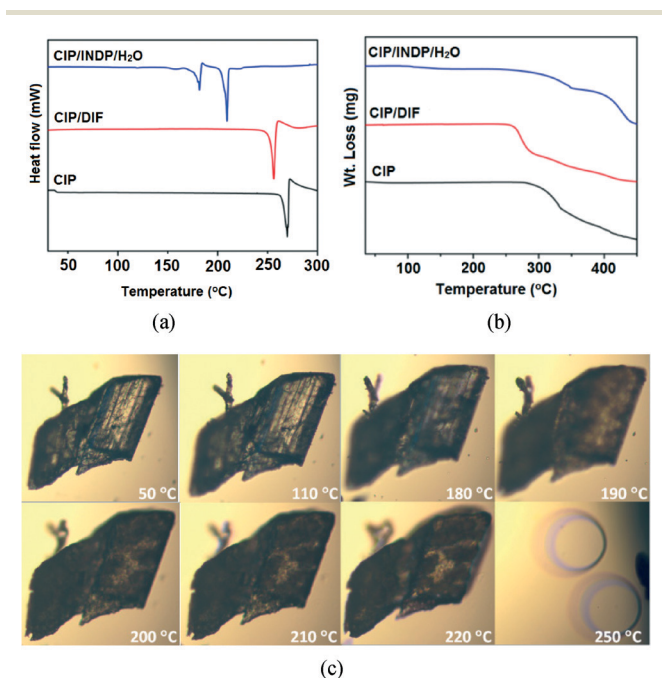 CIP/INDP/H₂O
CIP/DIF
CIP
Heat flow (mW)
50 100 150 200 250 300
Temperature (°C)
(a)
CIP/INDP/H₂O
CIP/DIF
CIP
Wt. Loss (mg)
100 200 300 400
Temperature (°C)
(b)
50 °C 110 °C 180 °C 190 °C
200 °C 210 °C 220 °C 250 °C
(c)